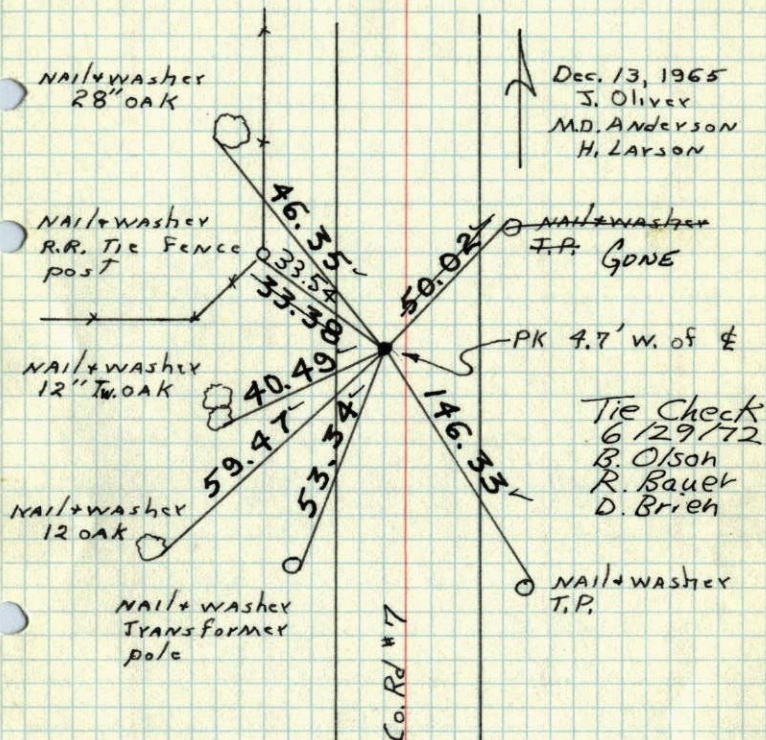 NAIL+WASHER
28" OAK
Dec. 13, 1965
J. Oliver
M.D. Anderson
H. LARSON
46.35
NAIL+WASHER
R.R. Tie Fence
post
33.54
33.38
50.02
NAIL+WASHER
T.P. GONE
PK 4.7' W. of ℄
NAIL+WASHER
12" Tw. OAK
40.49
59.47
53.34
146.33
Tie Check
6/29/72
B. Olson
R. Bauer
D. Brien
NAIL+WASHER
12 OAK
NAIL+WASHER
TRANSformer
pole
NAIL+WASHER
T.P.
Co. Rd #7